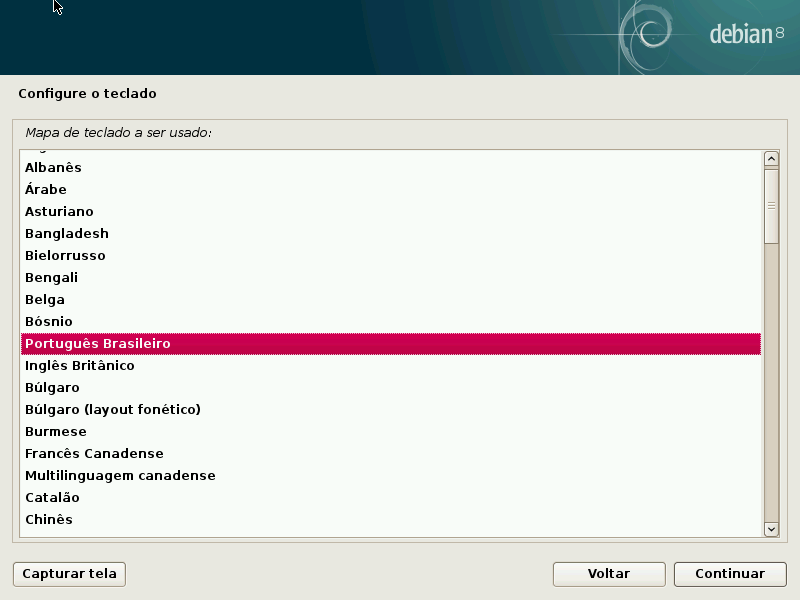 debian 8
Configure o teclado
Mapa de teclado a ser usado:
Albanês
Árabe
Asturiano
Bangladesh
Bielorrusso
Bengali
Belga
Bósnio
Português Brasileiro
Inglês Britânico
Búlgaro
Búlgaro (layout fonético)
Burmese
Francês Canadense
Multilinguagem canadense
Catalão
Chinês
Capturar tela
Voltar
Continuar